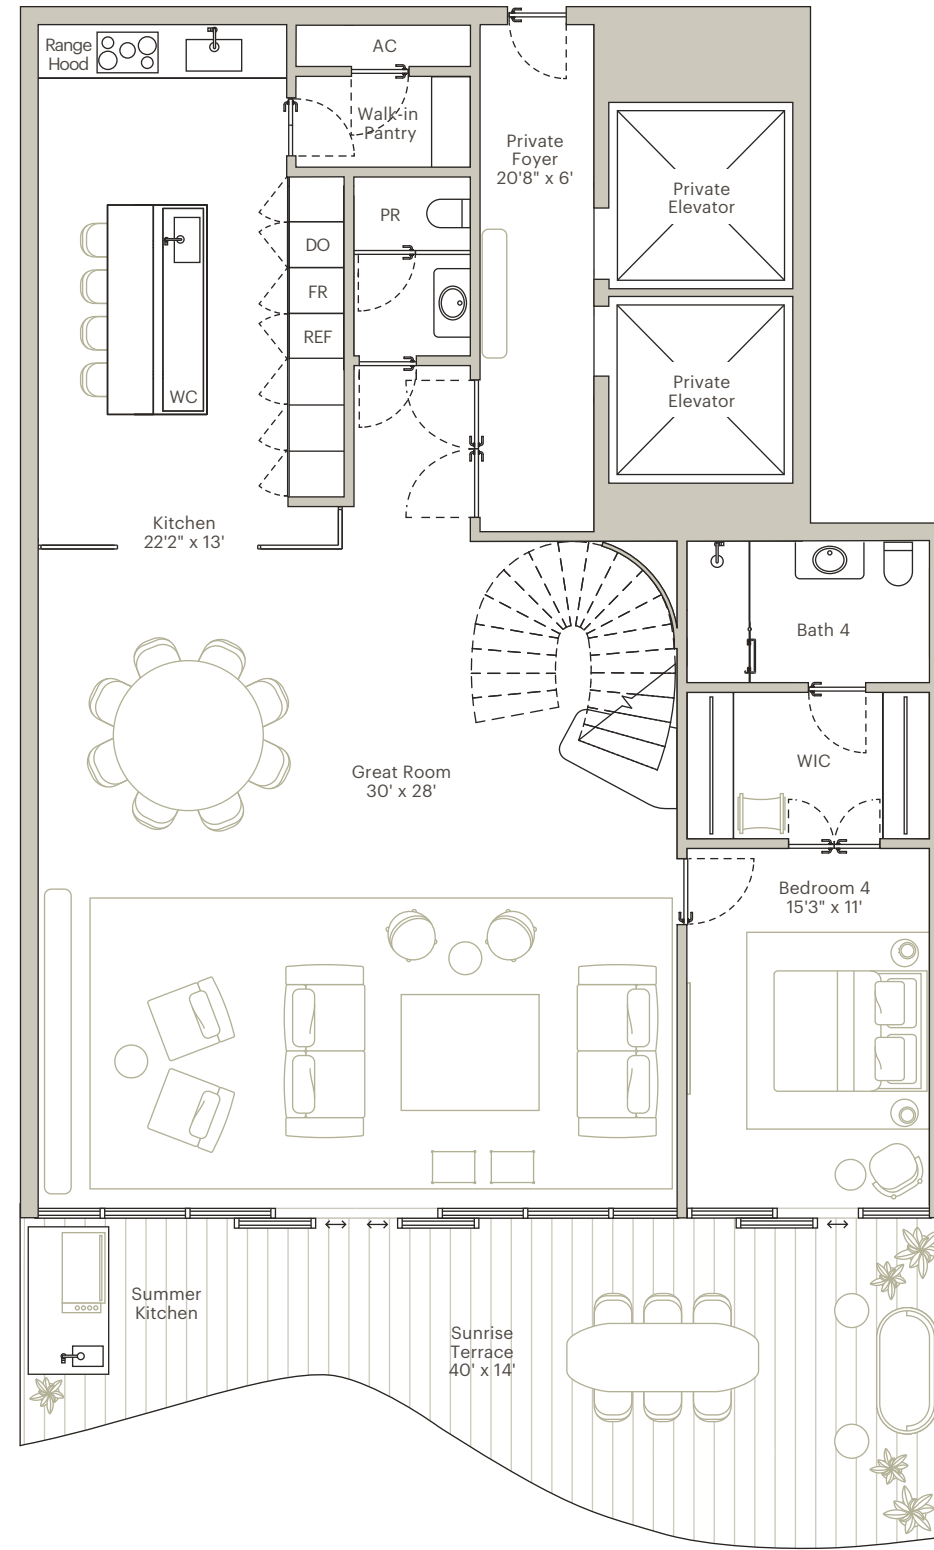 Range
Hood
AC
Walk-in
Pantry
Private
Foyer
20'8" x 6'
Private
Elevator
PR
DO
FR
REF
WC
Private
Elevator
Kitchen
22'2" x 13'
Bath 4
WIC
Great Room
30' x 28'
Bedroom 4
15'3" x 11'
Summer
Kitchen
Sunrise
Terrace
40' x 14'